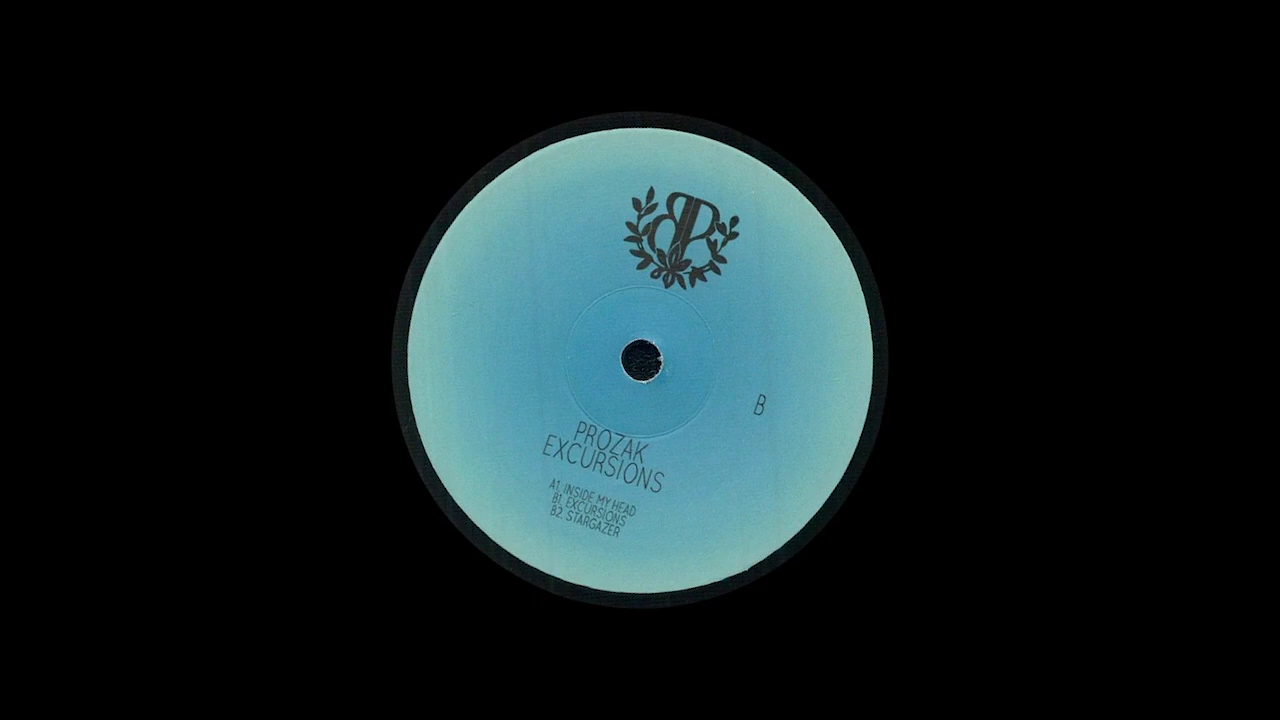 B
PROZAK
EXCURSIONS
A1. INSIDE MY HEAD
B1. EXCURSIONS
B2. STARGAZER